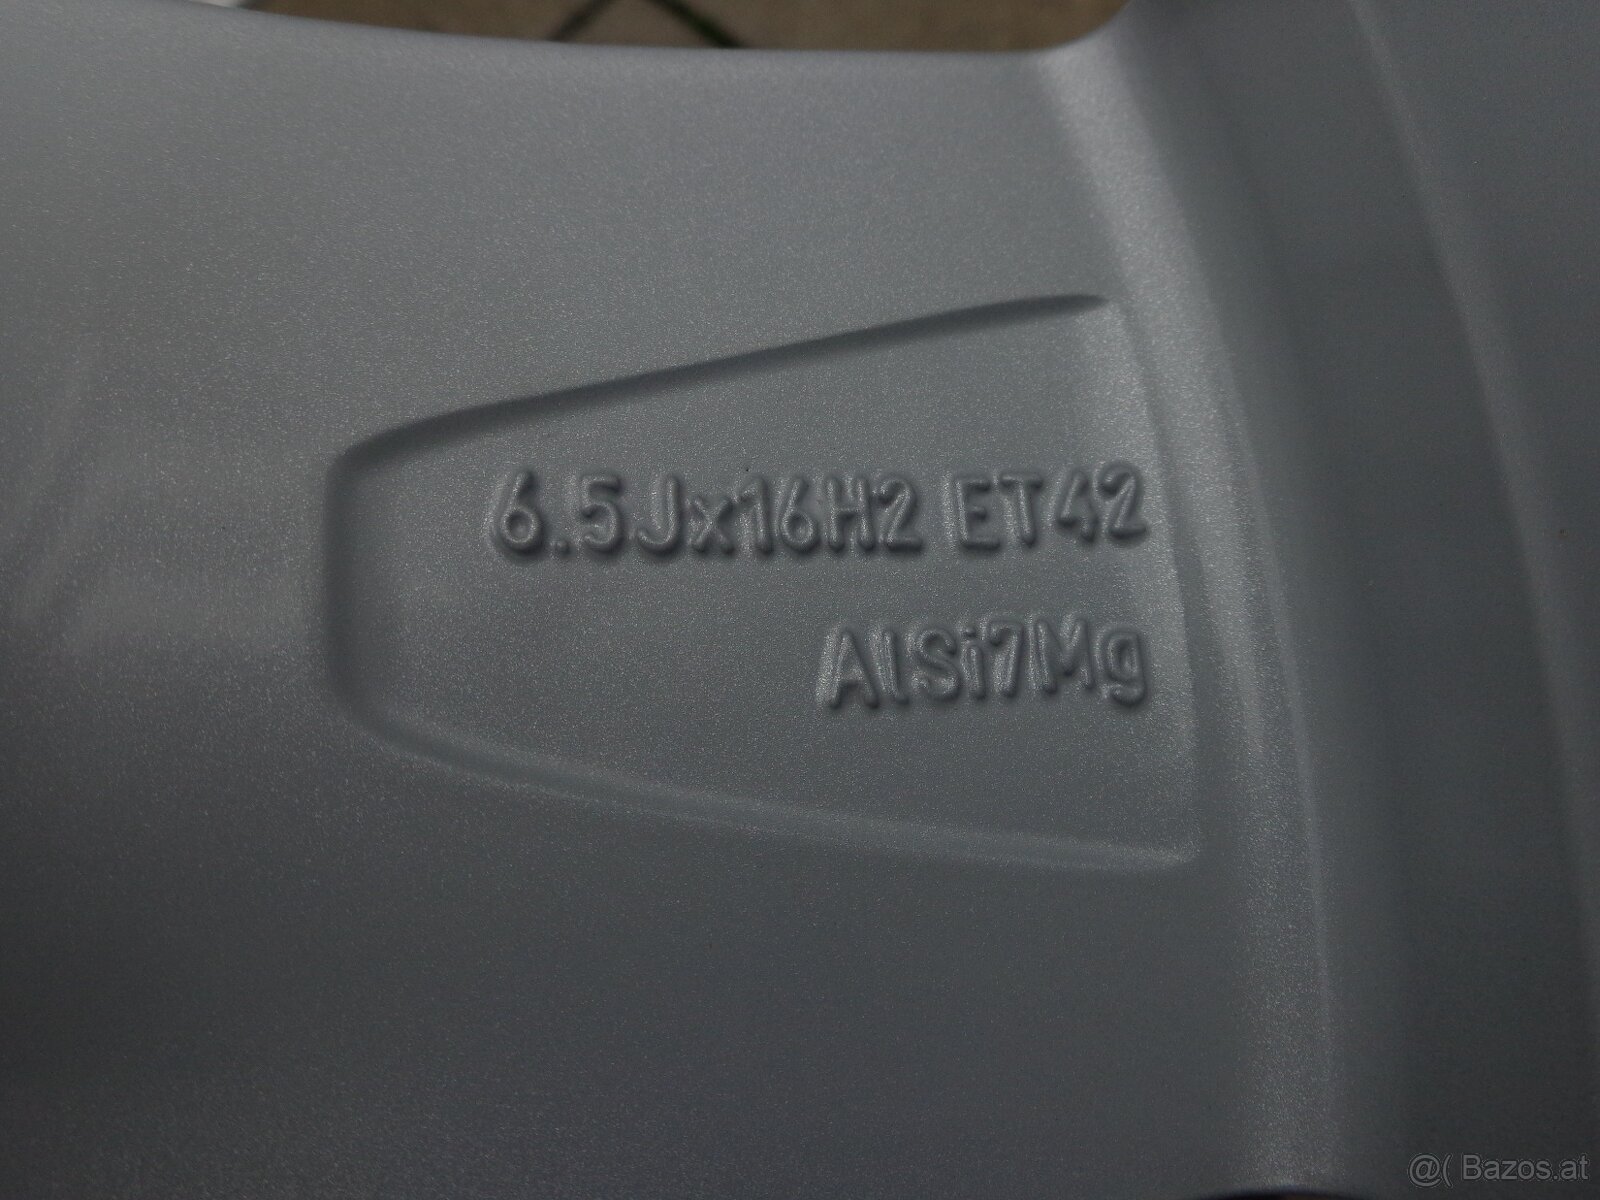 6.5Jx16H2 ET42
AlSi7Mg
@( Bazos.at